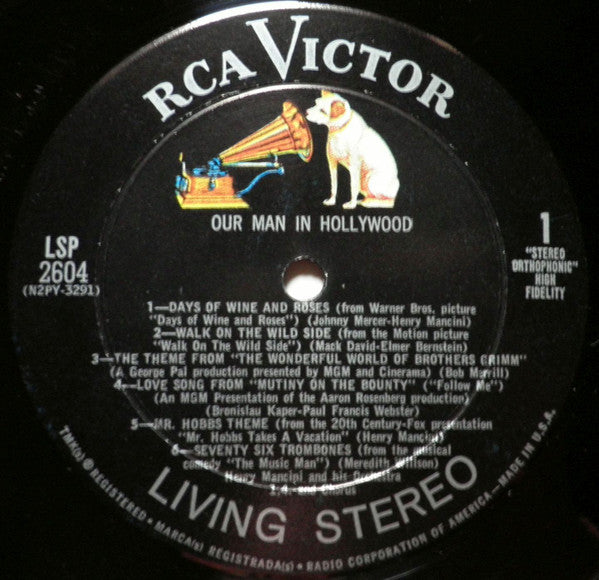 RCA VICTOR
OUR MAN IN HOLLYWOOD
LSP
2604
(N2PY-3291)
1
"STEREO
ORTHOPHONIC"
HIGH
FIDELITY
1—DAYS OF WINE AND ROSES (from Warner Bros. picture
"Days of Wine and Roses") (Johnny Mercer-Henry Mancini)
2—WALK ON THE WILD SIDE (from the Motion picture
"Walk On The Wild Side") (Mack David-Elmer Bernstein)
3—THE THEME FROM "THE WONDERFUL WORLD OF BROTHERS GRIMM"
(A George Pal production presented by MGM and Cinerama) (Bob Merrill)
4—LOVE SONG FROM "MUTINY ON THE BOUNTY" ("Follow Me")
(An MGM Presentation of the Aaron Rosenberg production)
(Bronislau Kaper-Paul Francis Webster)
5—MR. HOBBS THEME (from the 20th Century-Fox presentation
"Mr. Hobbs Takes A Vacation" (Henry Mancini)
6—SEVENTY SIX TROMBONES (from the musical
comedy "The Music Man") (Meredith Willson)
Henry Mancini and his Orchestra
1,4 and Chorus
LIVING STEREO
TMK(s) ® REGISTERED • MARCA(s) REGISTRADA(s) • RADIO CORPORATION OF AMERICA—MADE IN U.S.A.